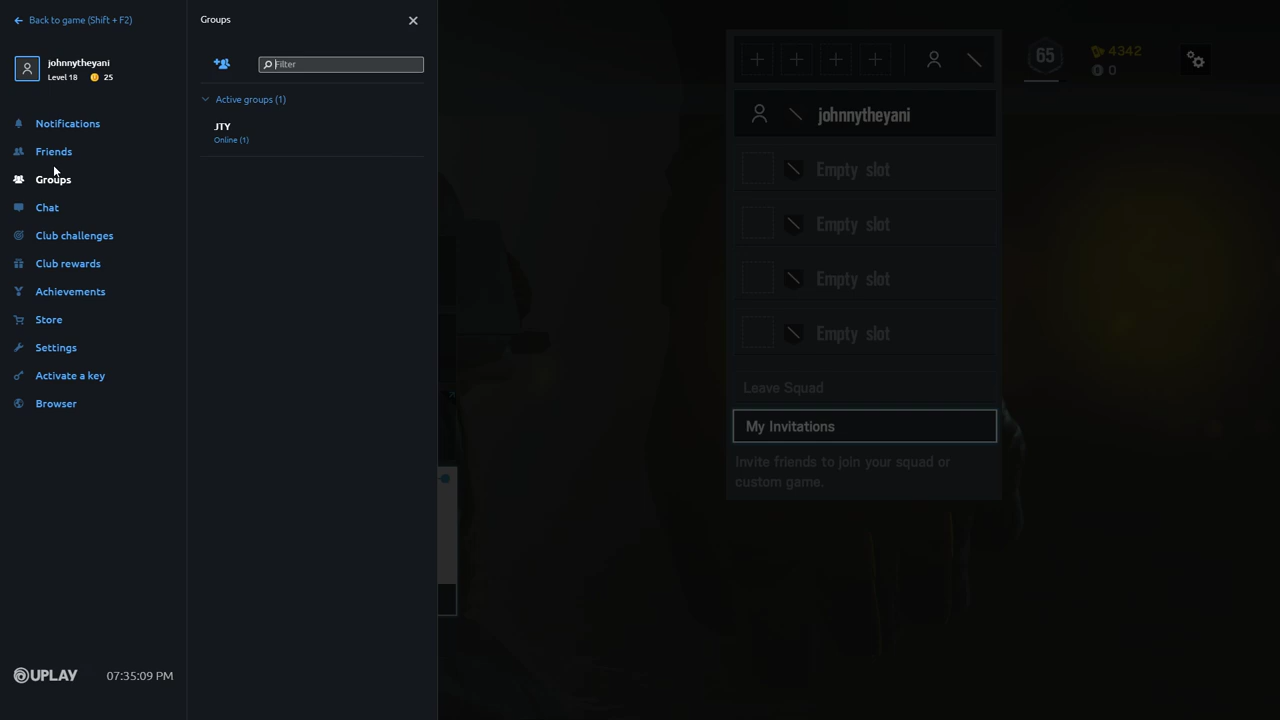 Back to game (Shift + F2)
johnnytheyani
Level 18 25
Notifications
Friends
Groups
Chat
Club challenges
Club rewards
Achievements
Store
Settings
Activate a key
Browser
UPLAY 07:35:09 PM
Groups
Filter
Active groups (1)
JTY
Online (1)
johnnytheyani
Empty slot
Empty slot
Empty slot
Empty slot
Leave Squad
My Invitations
Invite friends to join your squad or
custom game.
65
4342
0